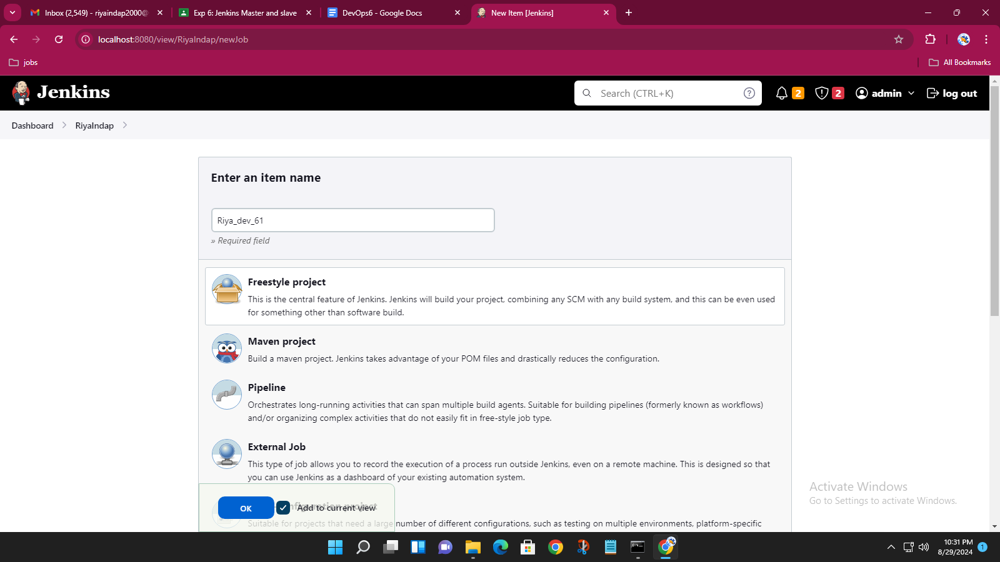 Inbox (2,549) - riyaindap2000@
Exp 6: Jenkins Master and slave
DevOps6 - Google Docs
New Item [Jenkins]
localhost:8080/view/RiyaIndap/newJob
jobs
All Bookmarks
Jenkins
Search (CTRL+K)
?
2
2
admin
log out
Dashboard
RiyaIndap
Enter an item name
Riya_dev_61
» Required field
Freestyle project
This is the central feature of Jenkins. Jenkins will build your project, combining any SCM with any build system, and this can be even used
for something other than software build.
Maven project
Build a maven project. Jenkins takes advantage of your POM files and drastically reduces the configuration.
Pipeline
Orchestrates long-running activities that can span multiple build agents. Suitable for building pipelines (formerly known as workflows)
and/or organizing complex activities that do not easily fit in free-style job type.
External Job
This type of job allows you to record the execution of a process run outside Jenkins, even on a remote machine. This is designed so that
you can use Jenkins as a dashboard of your existing automation system.
OK
Add to current view
Suitable for projects that need a large number of different configurations, such as testing on multiple environments, platform-specific
Activate Windows
Go to Settings to activate Windows.
10:31 PM
8/29/2024
1